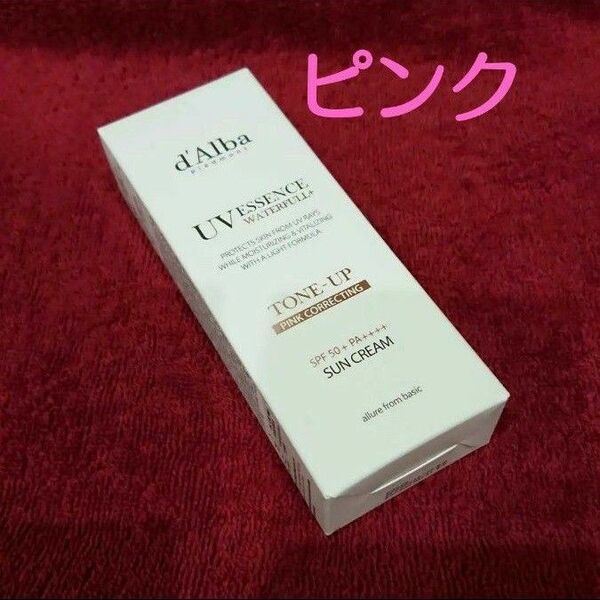 ピンク
d'Alba
piedmont
UV ESSENCE
WATERFULL+
PROTECTS SKIN FROM UV RAYS
WHILE MOISTURIZING & VITALIZING
WITH A LIGHT FORMULA
TONE-UP
PINK CORRECTING
SPF 50+ PA++++
SUN CREAM
allure from basic